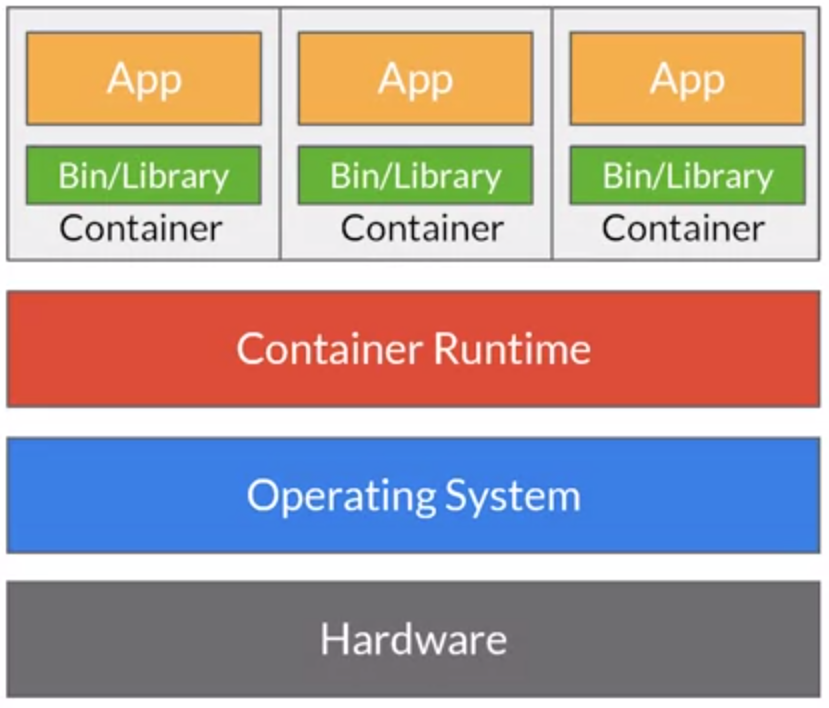 App App App
Bin/Library Bin/Library Bin/Library
Container Container Container
Container Runtime
Operating System
Hardware